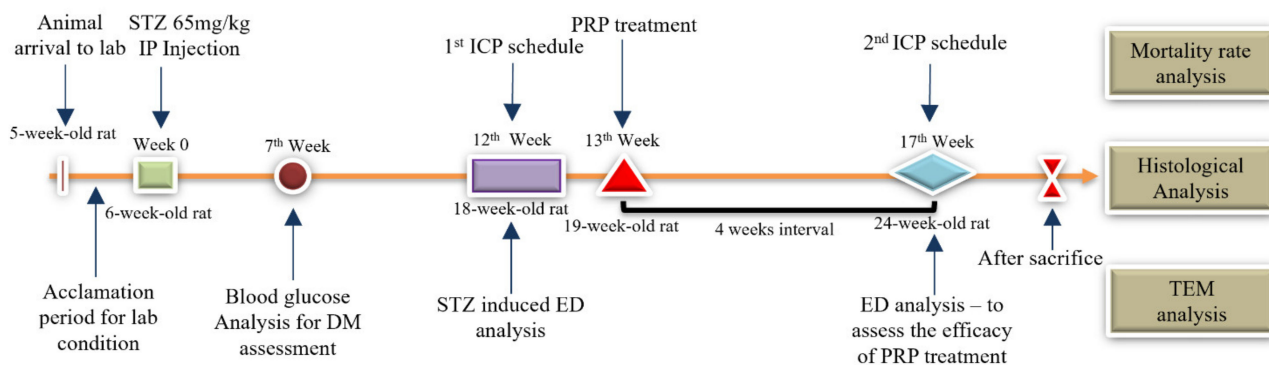 Animal
arrival to lab
STZ 65mg/kg
IP Injection
1st ICP schedule
PRP treatment
2nd ICP schedule
Mortality rate
analysis
5-week-old rat
Week 0
7th Week
12th Week
13th Week
17th Week
Histological
Analysis
6-week-old rat
18-week-old rat
19-week-old rat
4 weeks interval
24-week-old rat
After sacrifice
Acclamation
period for lab
condition
Blood glucose
Analysis for DM
assessment
STZ induced ED
analysis
ED analysis – to
assess the efficacy
of PRP treatment
TEM
analysis